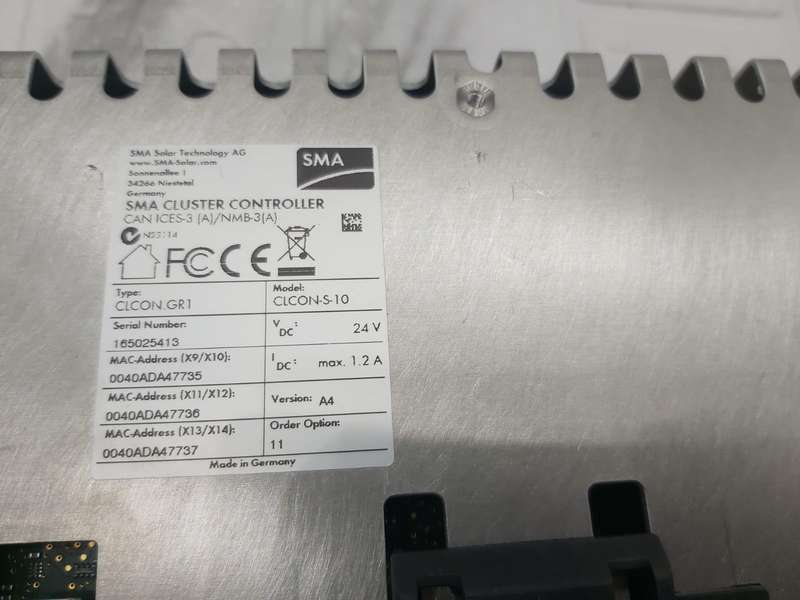 SMA Solar Technology AG
www.SMA-Solar.com
Sonnenallee 1
34266 Niestetal
Germany
SMA
SMA CLUSTER CONTROLLER
CAN ICES-3 (A)/NMB-3(A)
N23114
FC CE
Type:
CLCON.GR1
Model:
CLCON-S-10
Serial Number:
165025413
VDC: 24 V
MAC-Address (X9/X10):
0040ADA47735
IDC: max. 1.2 A
MAC-Address (X11/X12):
0040ADA47736
Version: A4
MAC-Address (X13/X14):
0040ADA47737
Order Option:
11
Made in Germany